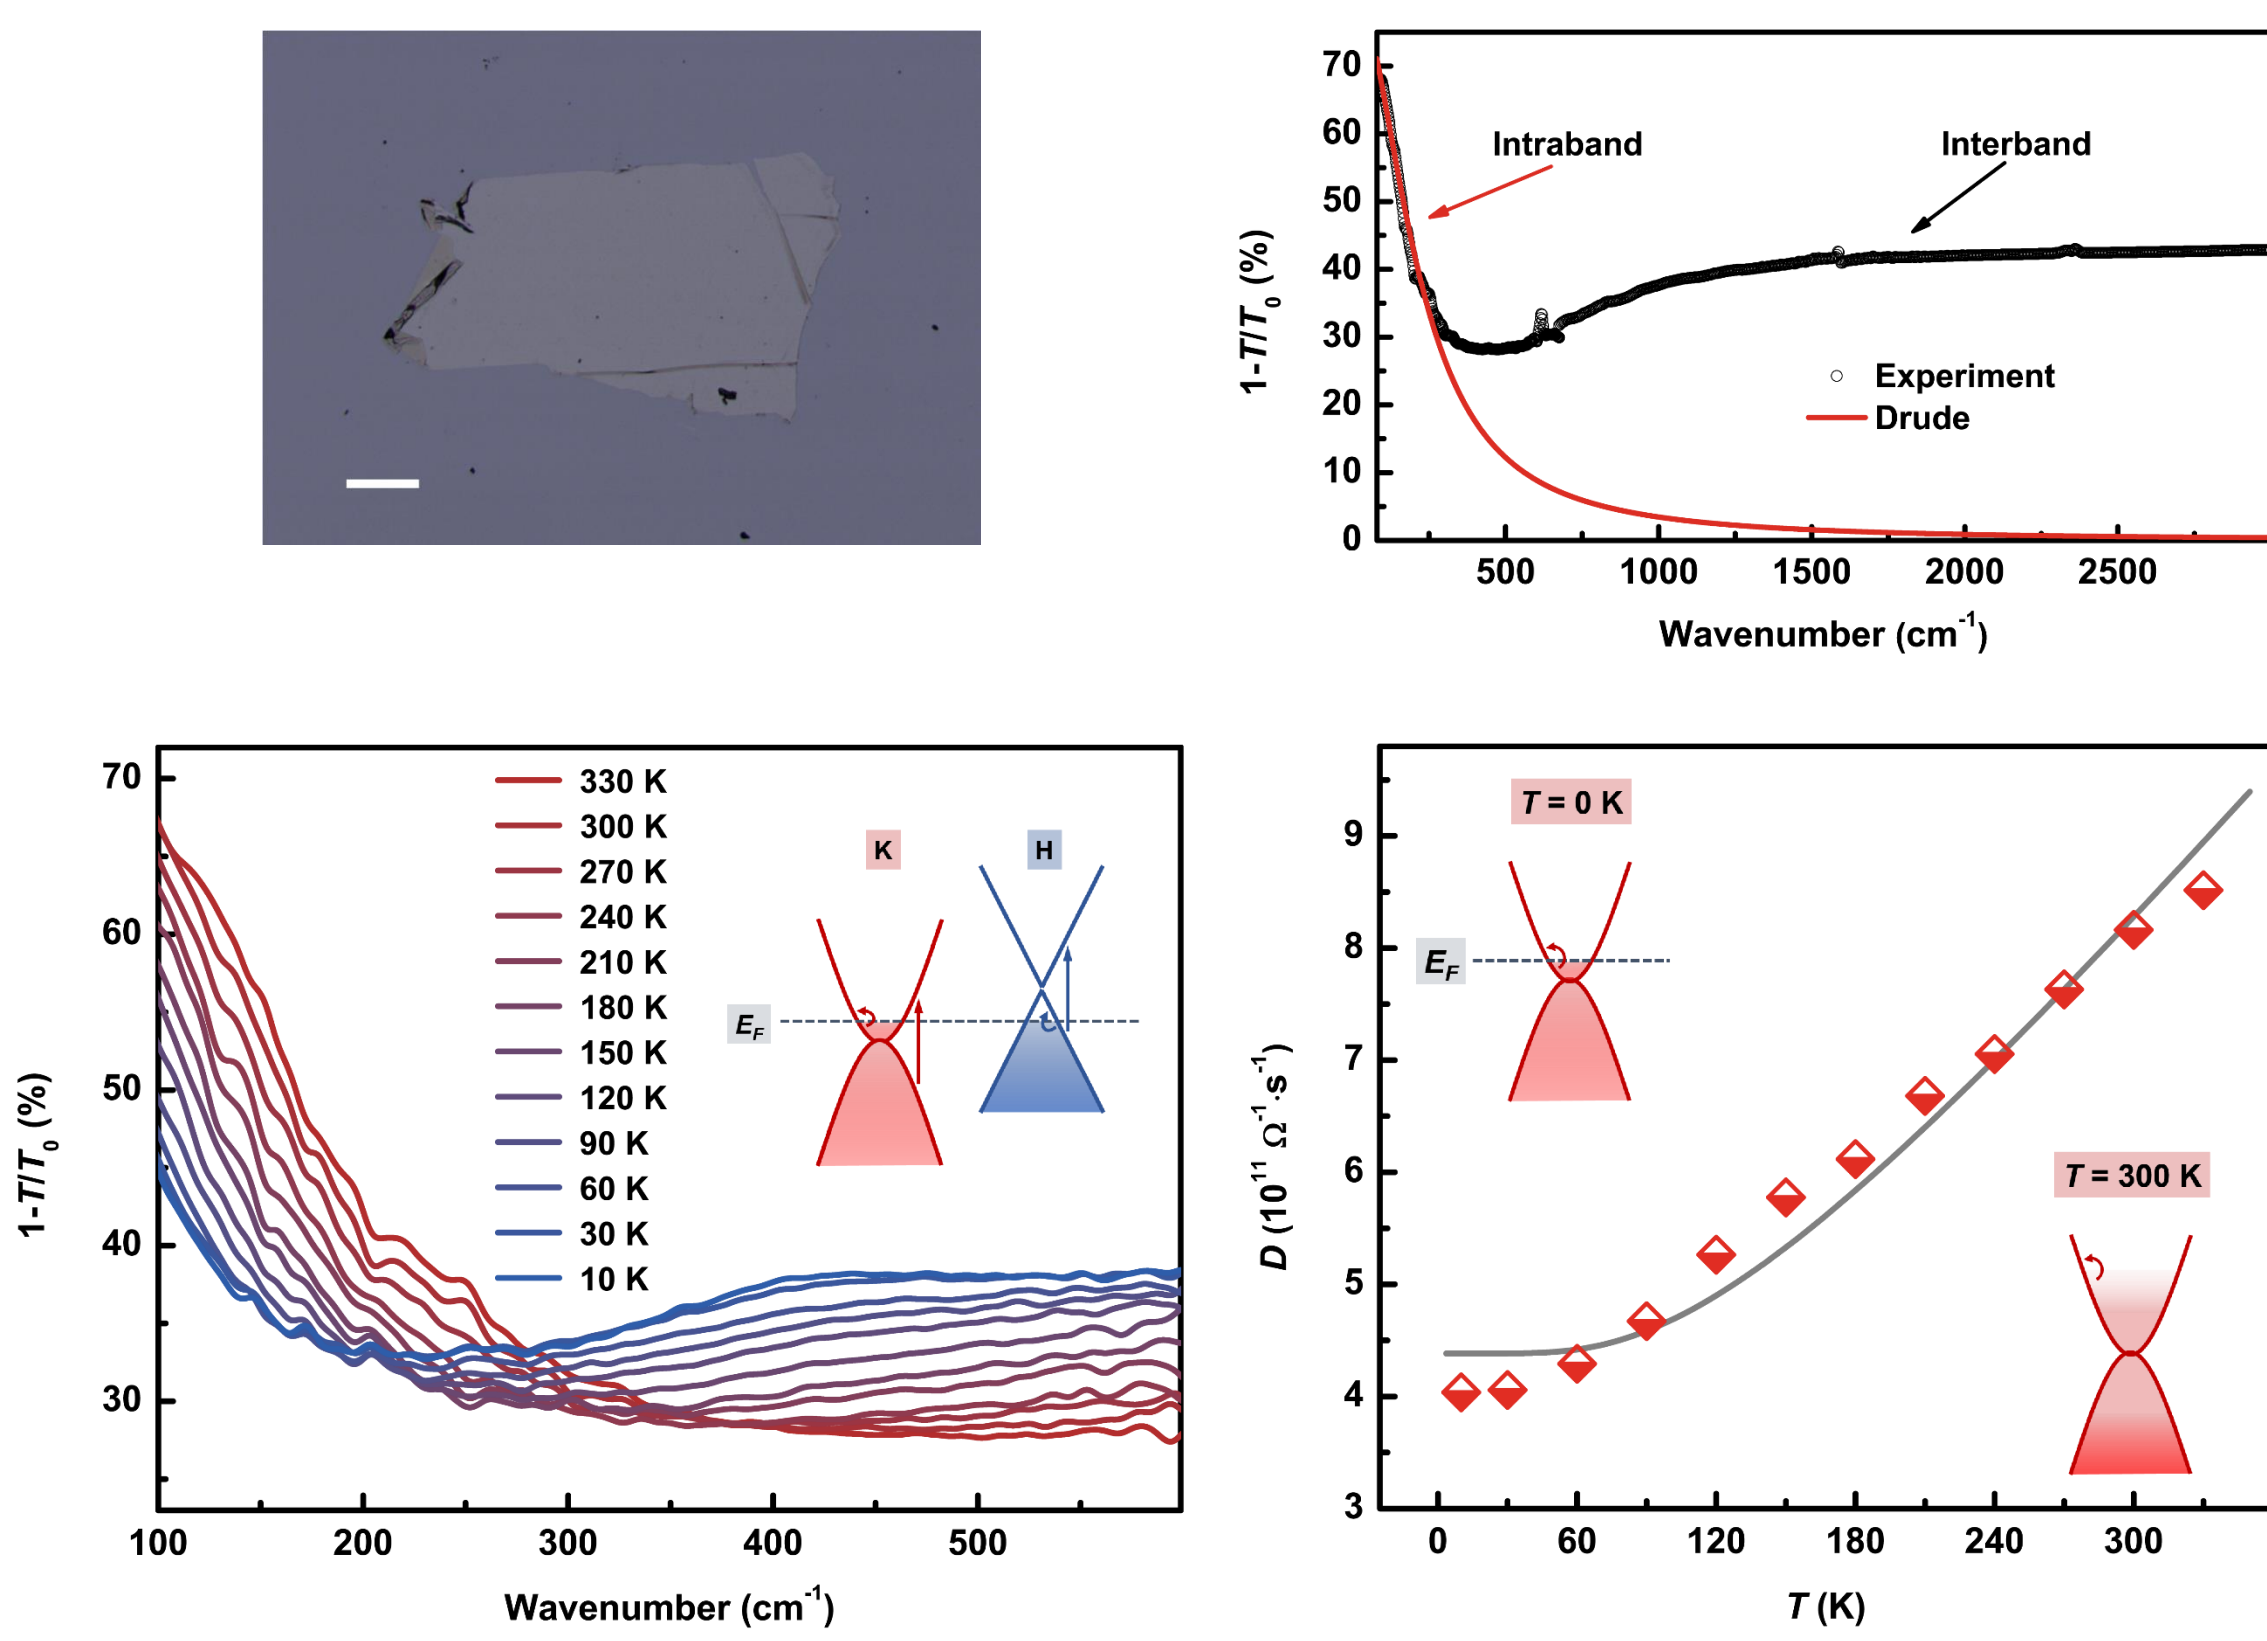 70
60
50
40
30
20
10
0
1-T/T0 (%)
Intraband
Interband
Experiment
Drude
500 1000 1500 2000 2500
Wavenumber (cm-1)
70
60
50
40
30
1-T/T0 (%)
330 K
300 K
270 K
240 K
210 K
180 K
150 K
120 K
90 K
60 K
30 K
10 K
K H
EF
100 200 300 400 500
Wavenumber (cm-1)
9
8
7
6
5
4
3
D (10^11 Ω-1·s-1)
T = 0 K
EF
T = 300 K
0 60 120 180 240 300
T (K)